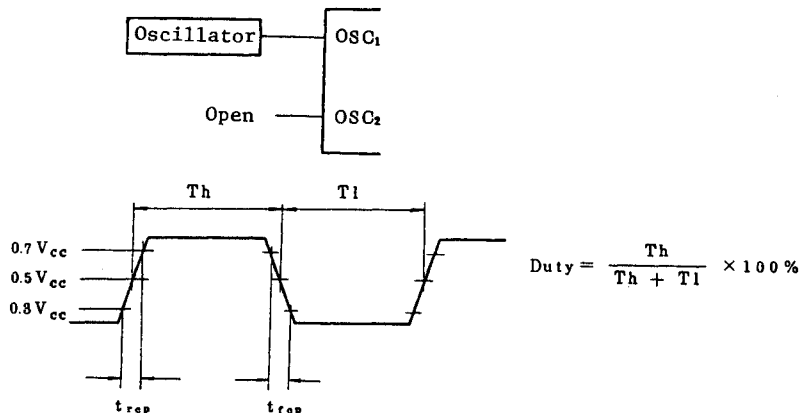 Oscillator
OSC₁
Open
OSC₂
Th
Tl
0.7 Vcc
0.5 Vcc
0.3 Vcc
Duty = Th / (Th + Tl) × 100%
trcp
tfcp